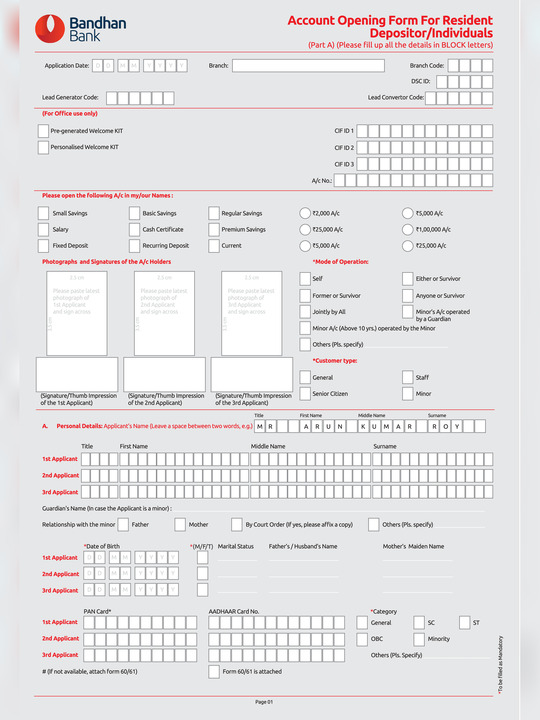 Bandhan
Bank
Account Opening Form For Resident
Depositor/Individuals
(Part A) (Please fill up all the details in BLOCK letters)
Application Date: D D M M Y Y Y Y Branch: Branch Code:
DSC ID:
Lead Generator Code: Lead Convertor Code:
(For Office use only)
Pre-generated Welcome KIT CIF ID 1
Personalised Welcome KIT CIF ID 2
CIF ID 3
A/c No.:
Please open the following A/c in my/our Names :
Small Savings Basic Savings Regular Savings ₹2,000 A/c ₹5,000 A/c
Salary Cash Certificate Premium Savings ₹25,000 A/c ₹1,00,000 A/c
Fixed Deposit Recurring Deposit Current ₹5,000 A/c ₹25,000 A/c
Photographs and Signatures of the A/C Holders *Mode of Operation:
2.5 cm 2.5 cm 2.5 cm Self Either or Survivor
Please paste latest Please paste latest Please paste latest
photograph of photograph of photograph of Former or Survivor Anyone or Survivor
1st Applicant 2nd Applicant 3rd Applicant
and sign across and sign across and sign across Jointly by All Minor's A/c operated
by a Guardian
Minor A/c (Above 10 yrs.) operated by the Minor
Others (Pls. specify)
*Customer type:
General Staff
(Signature/Thumb Impression (Signature/Thumb Impression (Signature/Thumb Impression Senior Citizen Minor
of the 1st Applicant) of the 2nd Applicant) of the 3rd Applicant)
Title First Name Middle Name Surname
A. Personal Details: Applicant's Name (Leave a space between two words, e.g.) M R A R U N K U M A R R O Y
Title First Name Middle Name Surname
1st Applicant
2nd Applicant
3rd Applicant
Guardian's Name (In case the Applicant is a minor) :
Relationship with the minor Father Mother By Court Order (If yes, please affix a copy) Others (Pls. specify)
*Date of Birth *(M/F/T) Marital Status Father's / Husband's Name Mother's Maiden Name
1st Applicant D D M M Y Y Y Y
2nd Applicant D D M M Y Y Y Y
3rd Applicant D D M M Y Y Y Y
PAN Card* AADHAAR Card No. *Category
1st Applicant General SC ST
2nd Applicant OBC Minority
3rd Applicant Others (Pls. Specify)
# (If not available, attach form 60/61) Form 60/61 is attached
*To be filled as Mandatory
Page 01